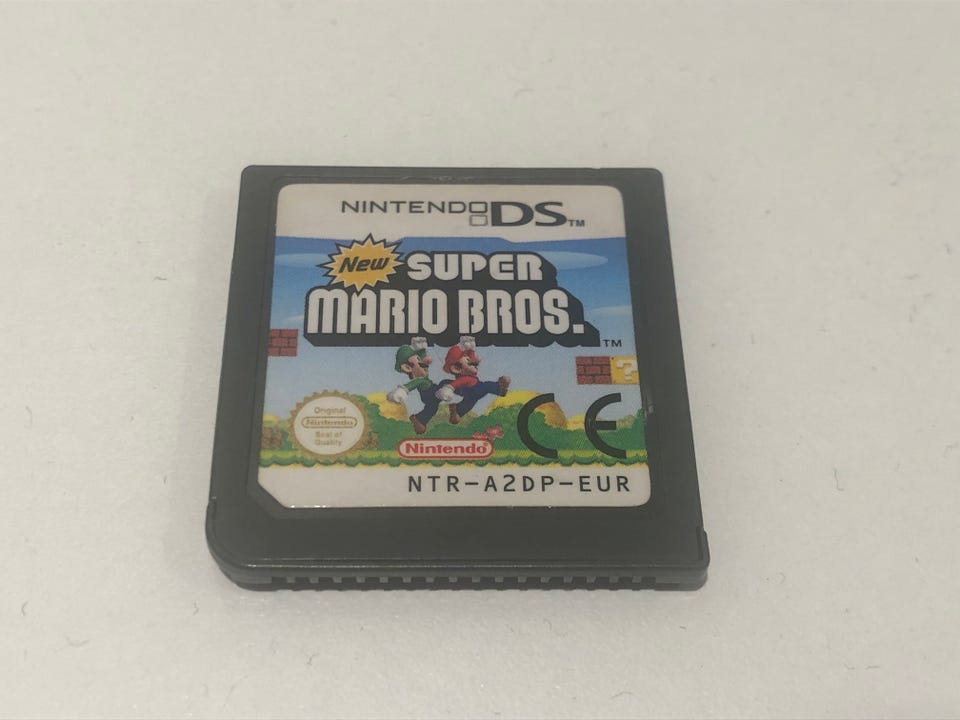 NINTENDO DS™
New SUPER
MARIO BROS.™
?
Original
Nintendo
Seal of
Quality
Nintendo®
CE
NTR-A2DP-EUR